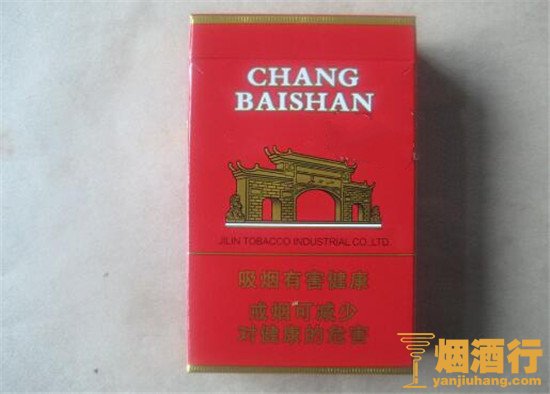 CHANG
BAISHAN
JILIN TOBACCO INDUSTRIAL CO.,LTD.
吸烟有害健康
戒烟可减少
对健康的危害
烟酒行
yanjiuhang.com